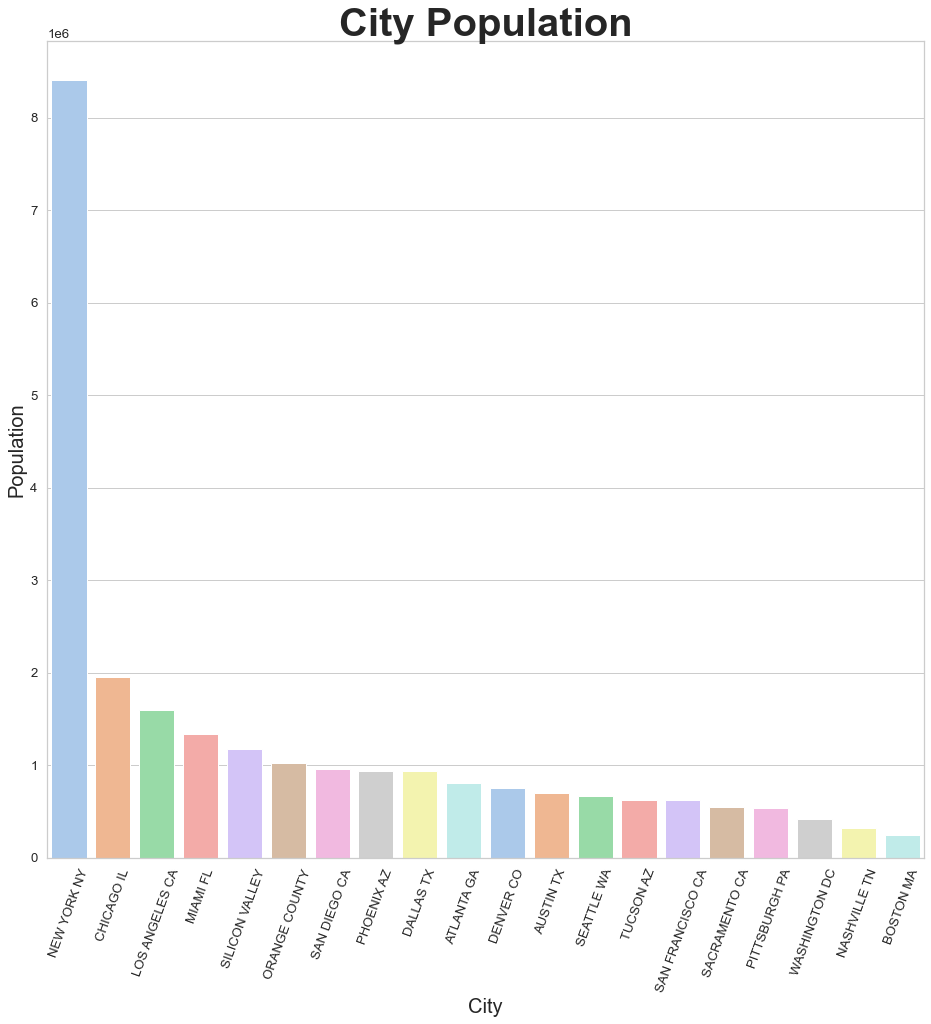 City Population
1e6
8
7
6
5
4
3
2
1
0
Population
NEW YORK NY
CHICAGO IL
LOS ANGELES CA
MIAMI FL
SILICON VALLEY
ORANGE COUNTY
SAN DIEGO CA
PHOENIX AZ
DALLAS TX
ATLANTA GA
DENVER CO
AUSTIN TX
SEATTLE WA
TUCSON AZ
SAN FRANCISCO CA
SACRAMENTO CA
PITTSBURGH PA
WASHINGTON DC
NASHVILLE TN
BOSTON MA
City